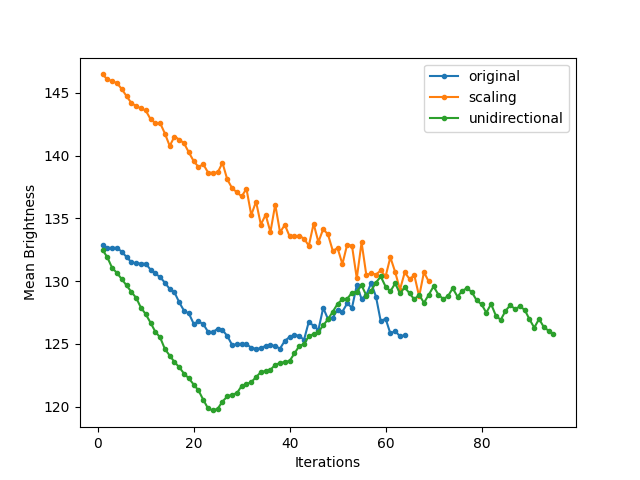 original
scaling
unidirectional
145
140
135
130
125
120
Mean Brightness
0 20 40 60 80
Iterations